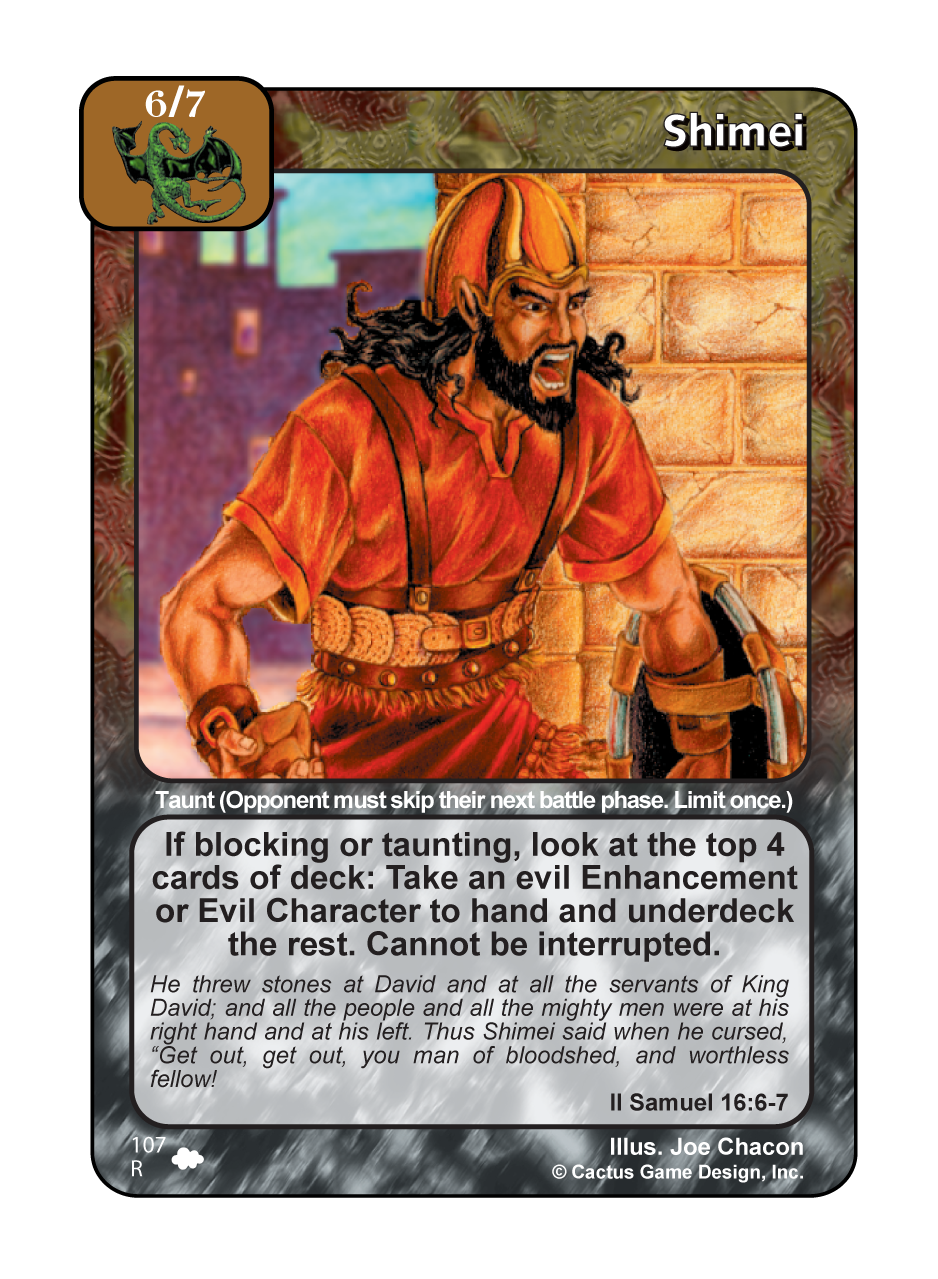 6/7
Shimei
Taunt (Opponent must skip their next battle phase. Limit once.)
If blocking or taunting, look at the top 4
cards of deck: Take an evil Enhancement
or Evil Character to hand and underdeck
the rest. Cannot be interrupted.
He threw stones at David and at all the servants of King
David; and all the people and all the mighty men were at his
right hand and at his left. Thus Shimei said when he cursed,
“Get out, get out, you man of bloodshed, and worthless
fellow!
II Samuel 16:6-7
107
R
Illus. Joe Chacon
© Cactus Game Design, Inc.